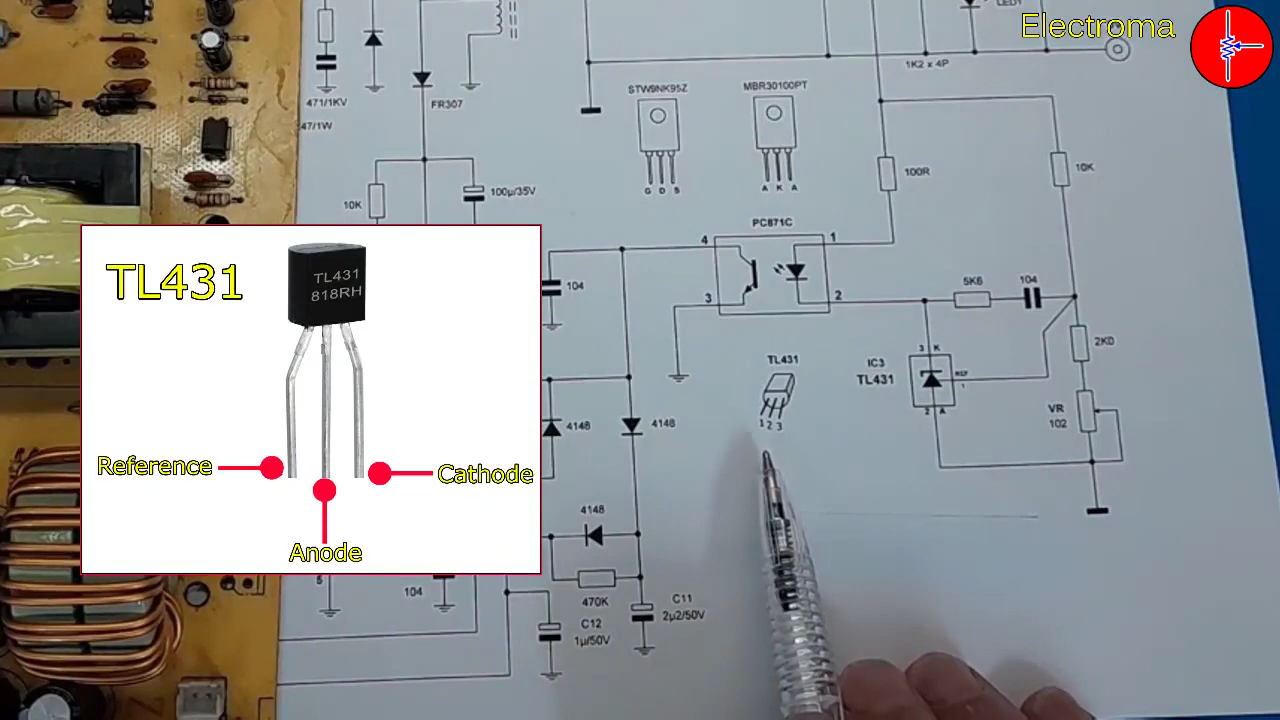 Electroma
LED1
1K2 x 4P
471/1KV
47/1W
FR307
STW9NK95Z
MBR30100PT
G D S
A K A
10K
100µ/35V
100R
10K
PC871C
4
1
3
2
104
5K6
104
TL431
TL431
818RH
TL431
1 2 3
IC3
TL431
3 K
REF
1
2 A
2K0
VR
102
4148
4148
Reference
Cathode
Anode
4148
470K
5
104
C12
1µ/50V
C11
2µ2/50V